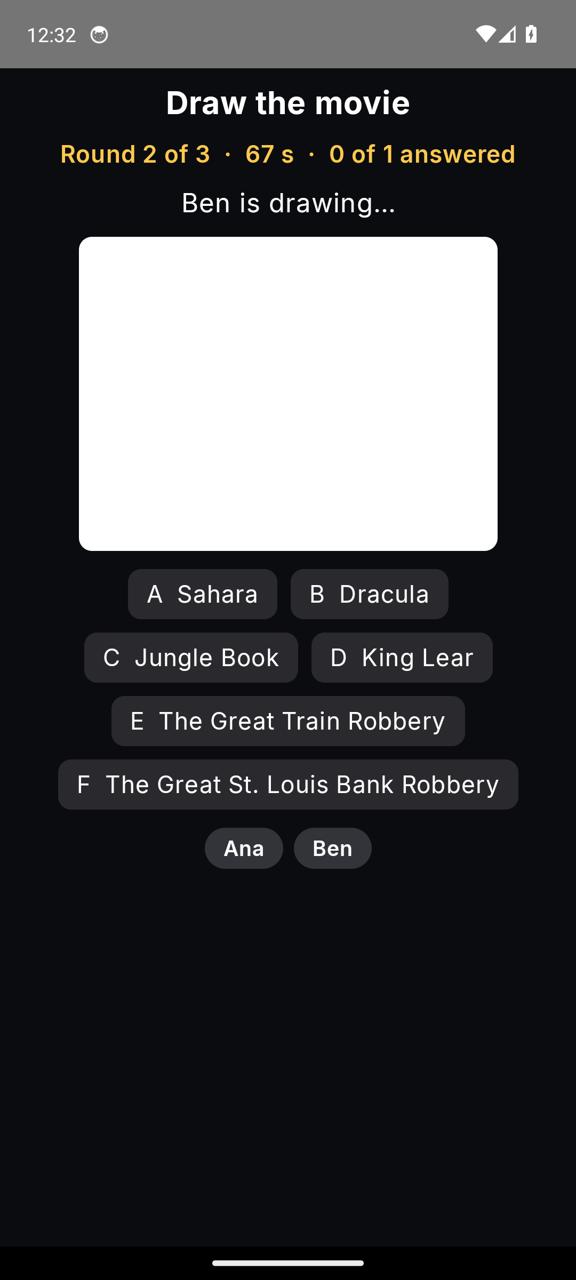 12:32
Draw the movie
Round 2 of 3 · 67 s · 0 of 1 answered
Ben is drawing...
A Sahara
B Dracula
C Jungle Book
D King Lear
E The Great Train Robbery
F The Great St. Louis Bank Robbery
Ana
Ben